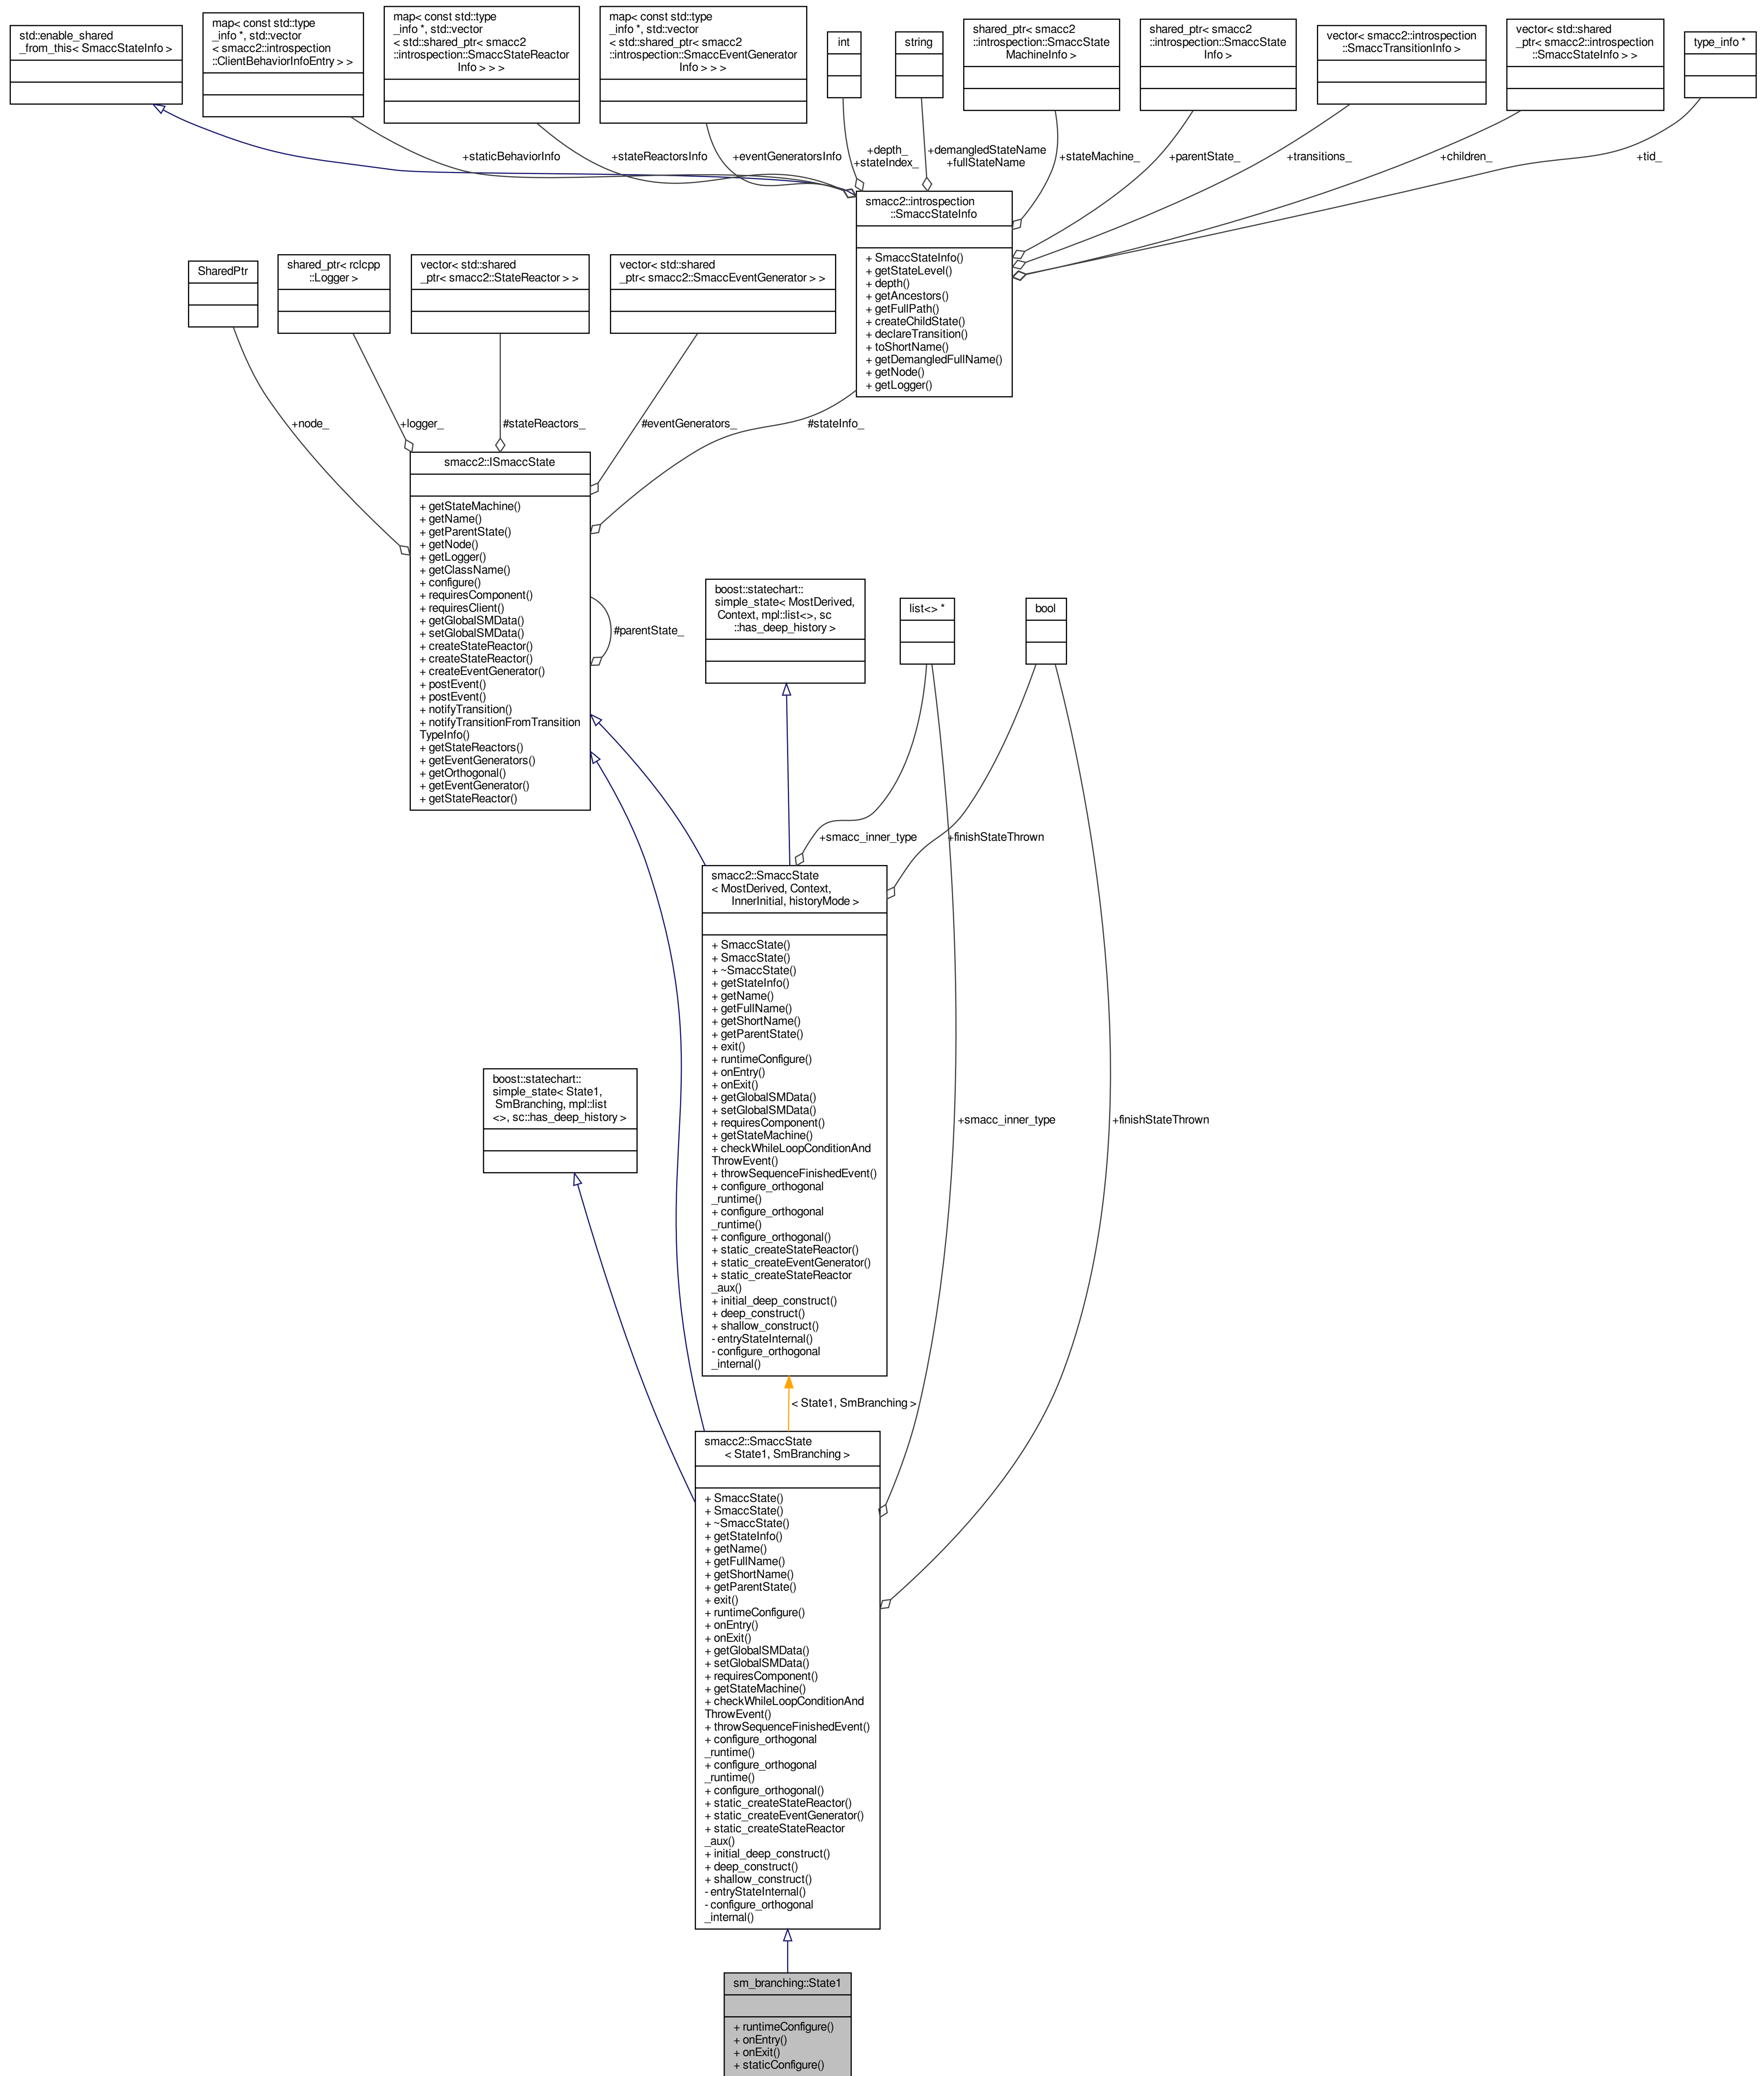 std::enable_shared
_from_this< SmaccStateInfo >
map< const std::type
_info *, std::vector
< smacc2::introspection
::ClientBehaviorInfoEntry > >
map< const std::type
_info *, std::vector
< std::shared_ptr< smacc2
::introspection::SmaccStateReactor
Info > > >
map< const std::type
_info *, std::vector
< std::shared_ptr< smacc2
::introspection::SmaccEventGenerator
Info > > >
int
string
shared_ptr< smacc2
::introspection::SmaccState
MachineInfo >
shared_ptr< smacc2
::introspection::SmaccState
Info >
vector< smacc2::introspection
::SmaccTransitionInfo >
vector< std::shared
_ptr< smacc2::introspection
::SmaccStateInfo > >
type_info *
+staticBehaviorInfo
+stateReactorsInfo
+eventGeneratorsInfo
+depth_
+stateIndex_
+demangledStateName
+fullStateName
+stateMachine_
+parentState_
+transitions_
+children_
+tid_
smacc2::introspection
::SmaccStateInfo
+ SmaccStateInfo()
+ getStateLevel()
+ depth()
+ getAncestors()
+ getFullPath()
+ createChildState()
+ declareTransition()
+ toShortName()
+ getDemangledFullName()
+ getNode()
+ getLogger()
SharedPtr
shared_ptr< rclcpp
::Logger >
vector< std::shared
_ptr< smacc2::StateReactor > >
vector< std::shared
_ptr< smacc2::SmaccEventGenerator > >
+node_
+logger_
#stateReactors_
#eventGenerators_
#stateInfo_
smacc2::ISmaccState
+ getStateMachine()
+ getName()
+ getParentState()
+ getNode()
+ getLogger()
+ getClassName()
+ configure()
+ requiresComponent()
+ requiresClient()
+ getGlobalSMData()
+ setGlobalSMData()
+ createStateReactor()
+ createStateReactor()
+ createEventGenerator()
+ postEvent()
+ postEvent()
+ notifyTransition()
+ notifyTransitionFromTransition
TypeInfo()
+ getStateReactors()
+ getEventGenerators()
+ getOrthogonal()
+ getEventGenerator()
+ getStateReactor()
#parentState_
boost::statechart::
simple_state< MostDerived,
Context, mpl::list<>, sc
::has_deep_history >
list<> *
bool
+smacc_inner_type
+finishStateThrown
smacc2::SmaccState
< MostDerived, Context,
InnerInitial, historyMode >
+ SmaccState()
+ SmaccState()
+ ~SmaccState()
+ getStateInfo()
+ getName()
+ getFullName()
+ getShortName()
+ getParentState()
+ exit()
+ runtimeConfigure()
+ onEntry()
+ onExit()
+ getGlobalSMData()
+ setGlobalSMData()
+ requiresComponent()
+ getStateMachine()
+ checkWhileLoopConditionAnd
ThrowEvent()
+ throwSequenceFinishedEvent()
+ configure_orthogonal
_runtime()
+ configure_orthogonal
_runtime()
+ configure_orthogonal()
+ static_createStateReactor()
+ static_createEventGenerator()
+ static_createStateReactor
_aux()
+ initial_deep_construct()
+ deep_construct()
+ shallow_construct()
- entryStateInternal()
- configure_orthogonal
_internal()
boost::statechart::
simple_state< State1,
SmBranching, mpl::list
<>, sc::has_deep_history >
+smacc_inner_type
+finishStateThrown
< State1, SmBranching >
smacc2::SmaccState
< State1, SmBranching >
+ SmaccState()
+ SmaccState()
+ ~SmaccState()
+ getStateInfo()
+ getName()
+ getFullName()
+ getShortName()
+ getParentState()
+ exit()
+ runtimeConfigure()
+ onEntry()
+ onExit()
+ getGlobalSMData()
+ setGlobalSMData()
+ requiresComponent()
+ getStateMachine()
+ checkWhileLoopConditionAnd
ThrowEvent()
+ throwSequenceFinishedEvent()
+ configure_orthogonal
_runtime()
+ configure_orthogonal
_runtime()
+ configure_orthogonal()
+ static_createStateReactor()
+ static_createEventGenerator()
+ static_createStateReactor
_aux()
+ initial_deep_construct()
+ deep_construct()
+ shallow_construct()
- entryStateInternal()
- configure_orthogonal
_internal()
sm_branching::State1
+ runtimeConfigure()
+ onEntry()
+ onExit()
+ staticConfigure()